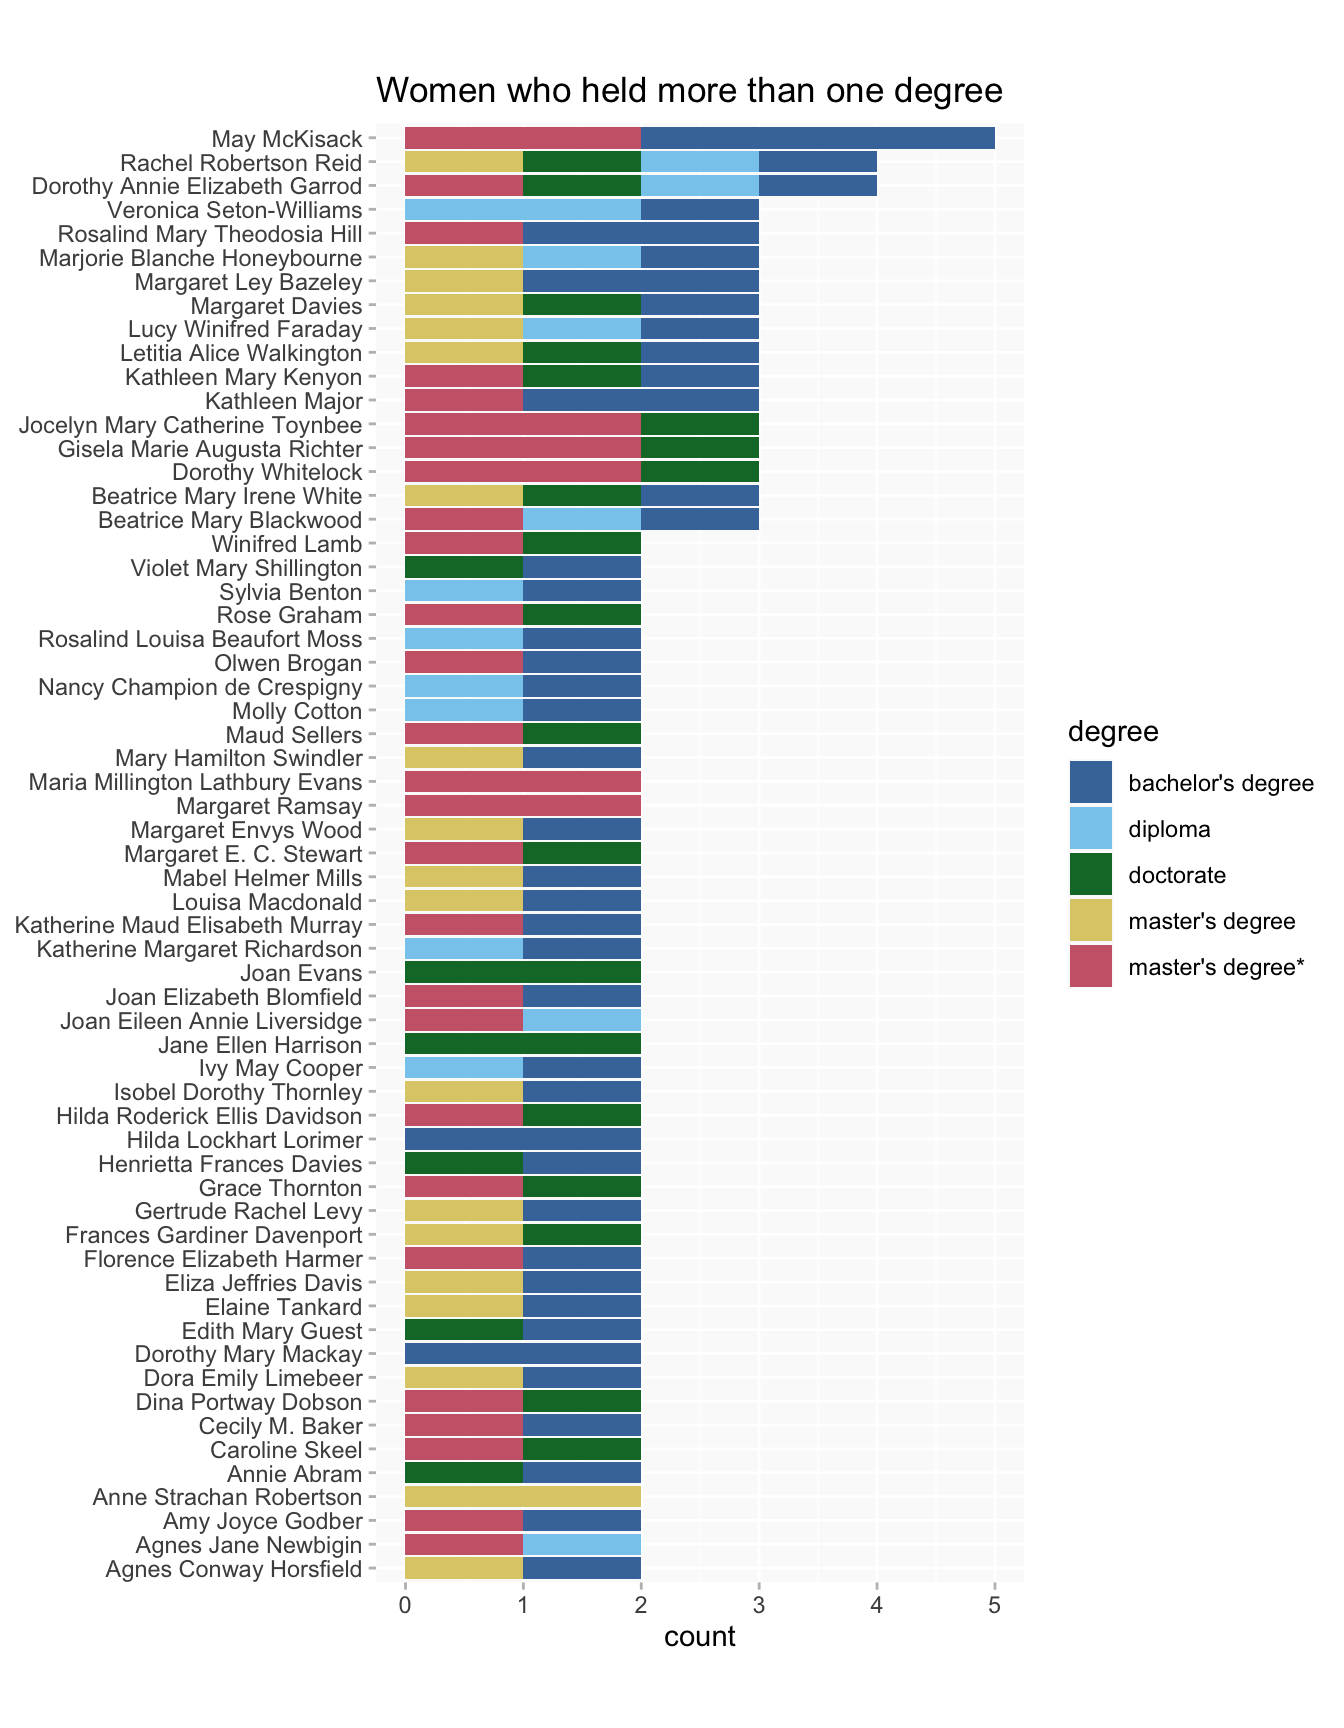 Women who held more than one degree
May McKisack
Rachel Robertson Reid
Dorothy Annie Elizabeth Garrod
Veronica Seton-Williams
Rosalind Mary Theodosia Hill
Marjorie Blanche Honeybourne
Margaret Ley Bazeley
Margaret Davies
Lucy Winifred Faraday
Letitia Alice Walkington
Kathleen Mary Kenyon
Kathleen Major
Jocelyn Mary Catherine Toynbee
Gisela Marie Augusta Richter
Dorothy Whitelock
Beatrice Mary Irene White
Beatrice Mary Blackwood
Winifred Lamb
Violet Mary Shillington
Sylvia Benton
Rose Graham
Rosalind Louisa Beaufort Moss
Olwen Brogan
Nancy Champion de Crespigny
Molly Cotton
Maud Sellers
Mary Hamilton Swindler
Maria Millington Lathbury Evans
Margaret Ramsay
Margaret Envys Wood
Margaret E. C. Stewart
Mabel Helmer Mills
Louisa Macdonald
Katherine Maud Elisabeth Murray
Katherine Margaret Richardson
Joan Evans
Joan Elizabeth Blomfield
Joan Eileen Annie Liversidge
Jane Ellen Harrison
Ivy May Cooper
Isobel Dorothy Thornley
Hilda Roderick Ellis Davidson
Hilda Lockhart Lorimer
Henrietta Frances Davies
Grace Thornton
Gertrude Rachel Levy
Frances Gardiner Davenport
Florence Elizabeth Harmer
Eliza Jeffries Davis
Elaine Tankard
Edith Mary Guest
Dorothy Mary Mackay
Dora Emily Limebeer
Dina Portway Dobson
Cecily M. Baker
Caroline Skeel
Annie Abram
Anne Strachan Robertson
Amy Joyce Godber
Agnes Jane Newbigin
Agnes Conway Horsfield
0 1 2 3 4 5
count
degree
bachelor's degree
diploma
doctorate
master's degree
master's degree*